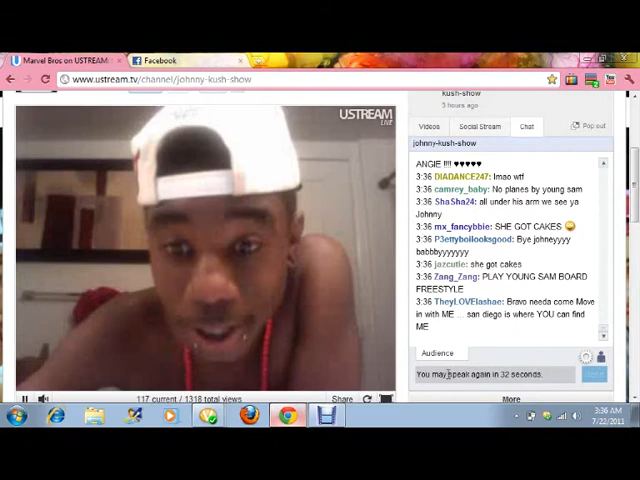 Marvel Bros on USTREAM:
Facebook
www.ustream.tv/channel/johnny-kush-show
USTREAM
LIVE
kush-show
3 hours ago
Videos
Social Stream
Chat
Pop out
johnny-kush-show
ANGIE !!!! ♥♥♥♥♥
3:36 DIADANCE247: lmao wtf
3:36 camrey_baby: No planes by young sam
3:36 ShaSha24: all under his arm we see ya
Johnny
3:36 mx_fancybbie: SHE GOT CAKES
3:36 P3ettyboilooksgood: Bye johneyyyy
babbbyyyyyyy
3:36 jazcutie: she got cakes
3:36 Zang_Zang: PLAY YOUNG SAM BOARD
FREESTYLE
3:36 TheyLOVElashae: Bravo needa come Move
in with ME ... san diego is where YOU can find
ME
Audience
You may speak again in 32 seconds.
117 current / 1318 total views
Share
More
3:36 AM
7/22/2011